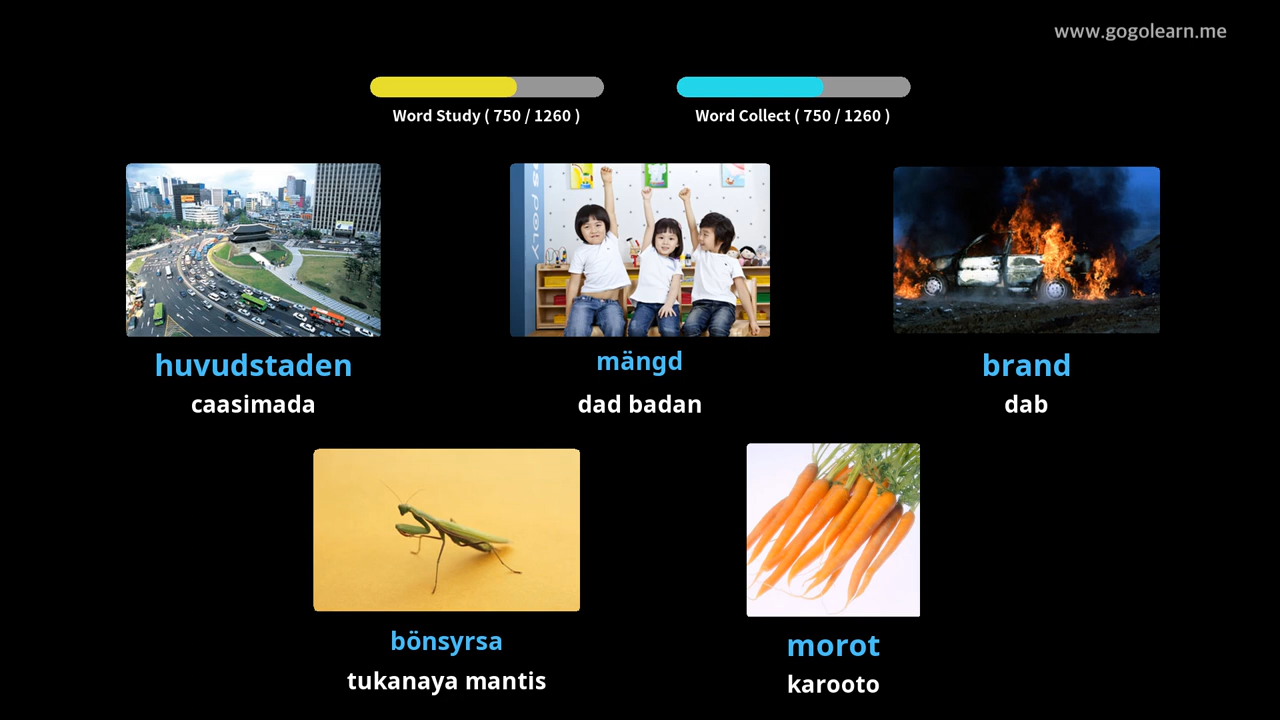 www.gogolearn.me
Word Study ( 750 / 1260 )
Word Collect ( 750 / 1260 )
huvudstaden
caasimada
mängd
dad badan
brand
dab
bönsyrsa
tukanaya mantis
morot
karooto